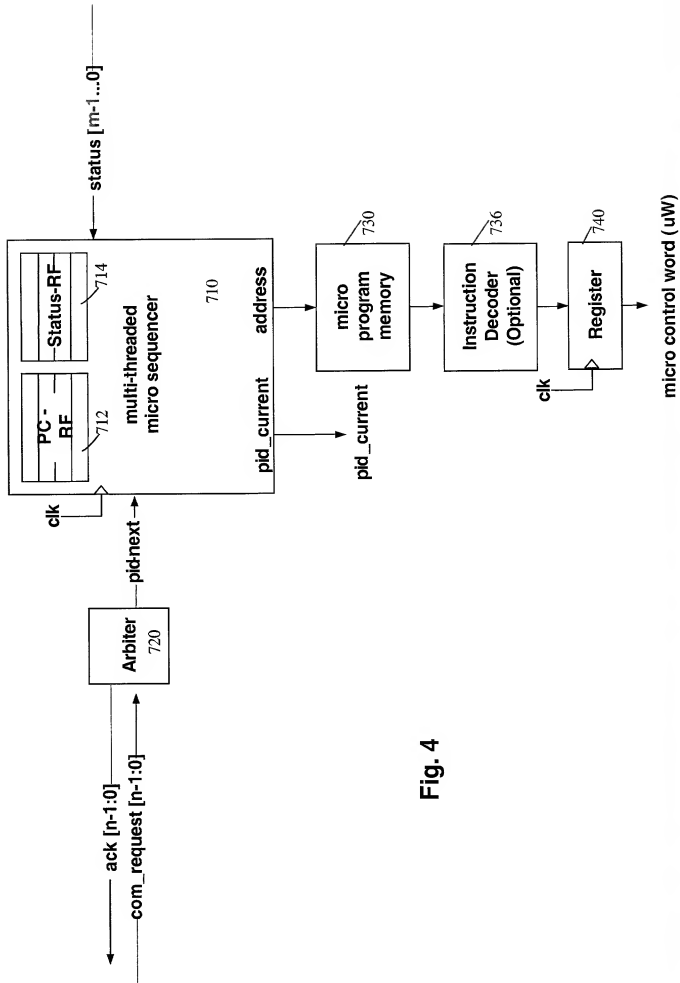 status [m-1...0]
Status-RF
714
PC -
RF
712
multi-threaded
micro sequencer
710
clk
pid_current
address
pid-next
Arbiter
720
ack [n-1:0]
com_request [n-1:0]
pid_current
micro
program
memory
730
Instruction
Decoder
(Optional)
736
Register
740
clk
micro control word (uW)
Fig. 4